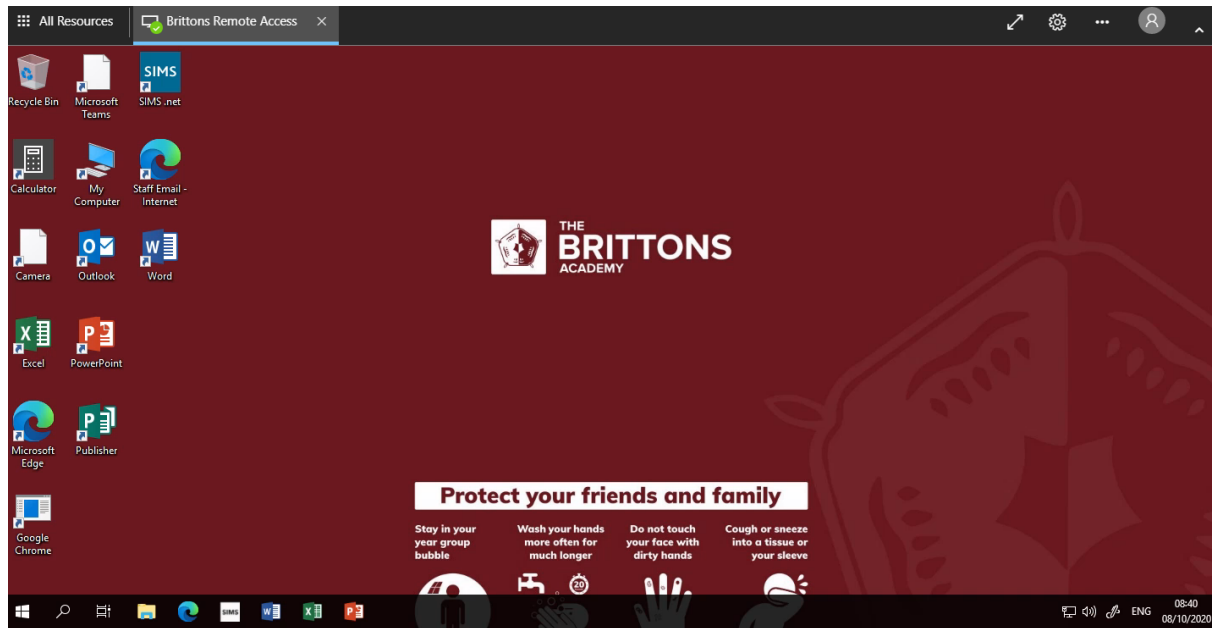 All Resources
Brittons Remote Access
Recycle Bin
Microsoft
Teams
SIMS
SIMS .net
Calculator
My
Computer
Staff Email -
Internet
Camera
Outlook
Word
Excel
PowerPoint
Microsoft
Edge
Publisher
Google
Chrome
THE
BRITTONS
ACADEMY
Protect your friends and family
Stay in your
year group
bubble
Wash your hands
more often for
much longer
Do not touch
your face with
dirty hands
Cough or sneeze
into a tissue or
your sleeve
20
SIMS
ENG
08:40
08/10/2020